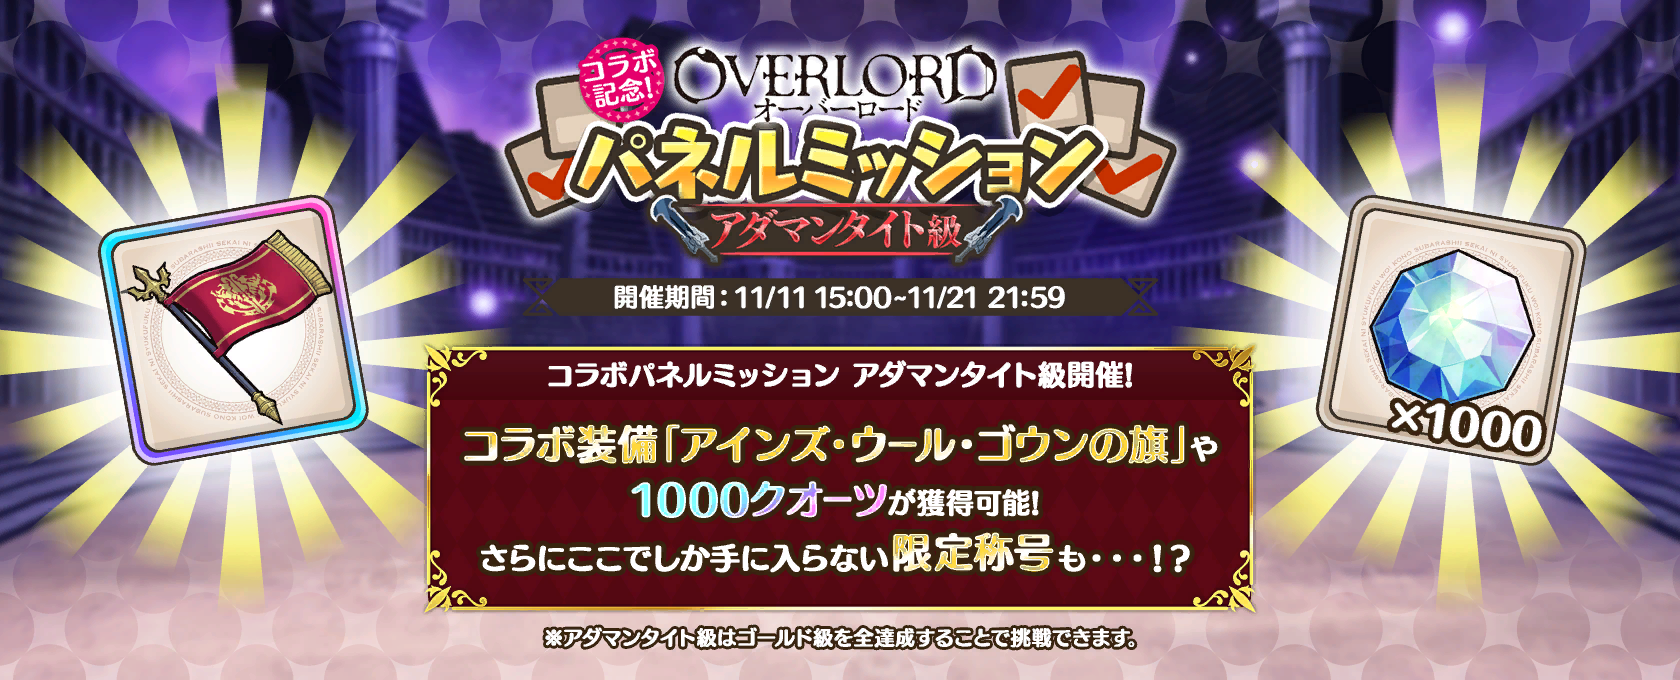 コラボ
記念!
OVERLORD
オーバーロード
パネルミッション
アダマンタイト級
開催期間:11/11 15:00~11/21 21:59
コラボパネルミッション アダマンタイト級開催!
コラボ装備「アインズ・ウール・ゴウンの旗」や
1000クオーツが獲得可能!
さらにここでしか手に入らない限定称号も・・・!?
×1000
※アダマンタイト級はゴールド級を全達成することで挑戦できます。